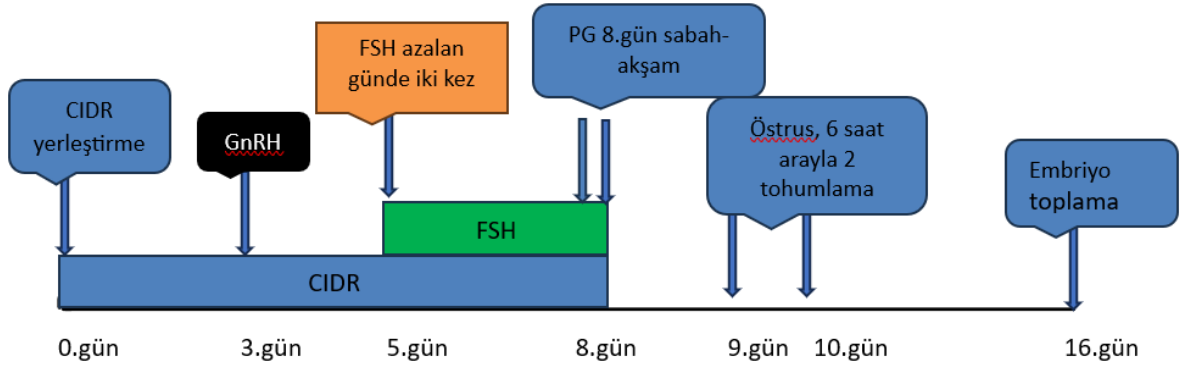 CIDR
yerleştirme
GnRH
FSH azalan
günde iki kez
PG 8.gün sabah-
akşam
Östrus, 6 saat
arayla 2
tohumlama
Embriyo
toplama
FSH
CIDR
0.gün
3.gün
5.gün
8.gün
9.gün
10.gün
16.gün